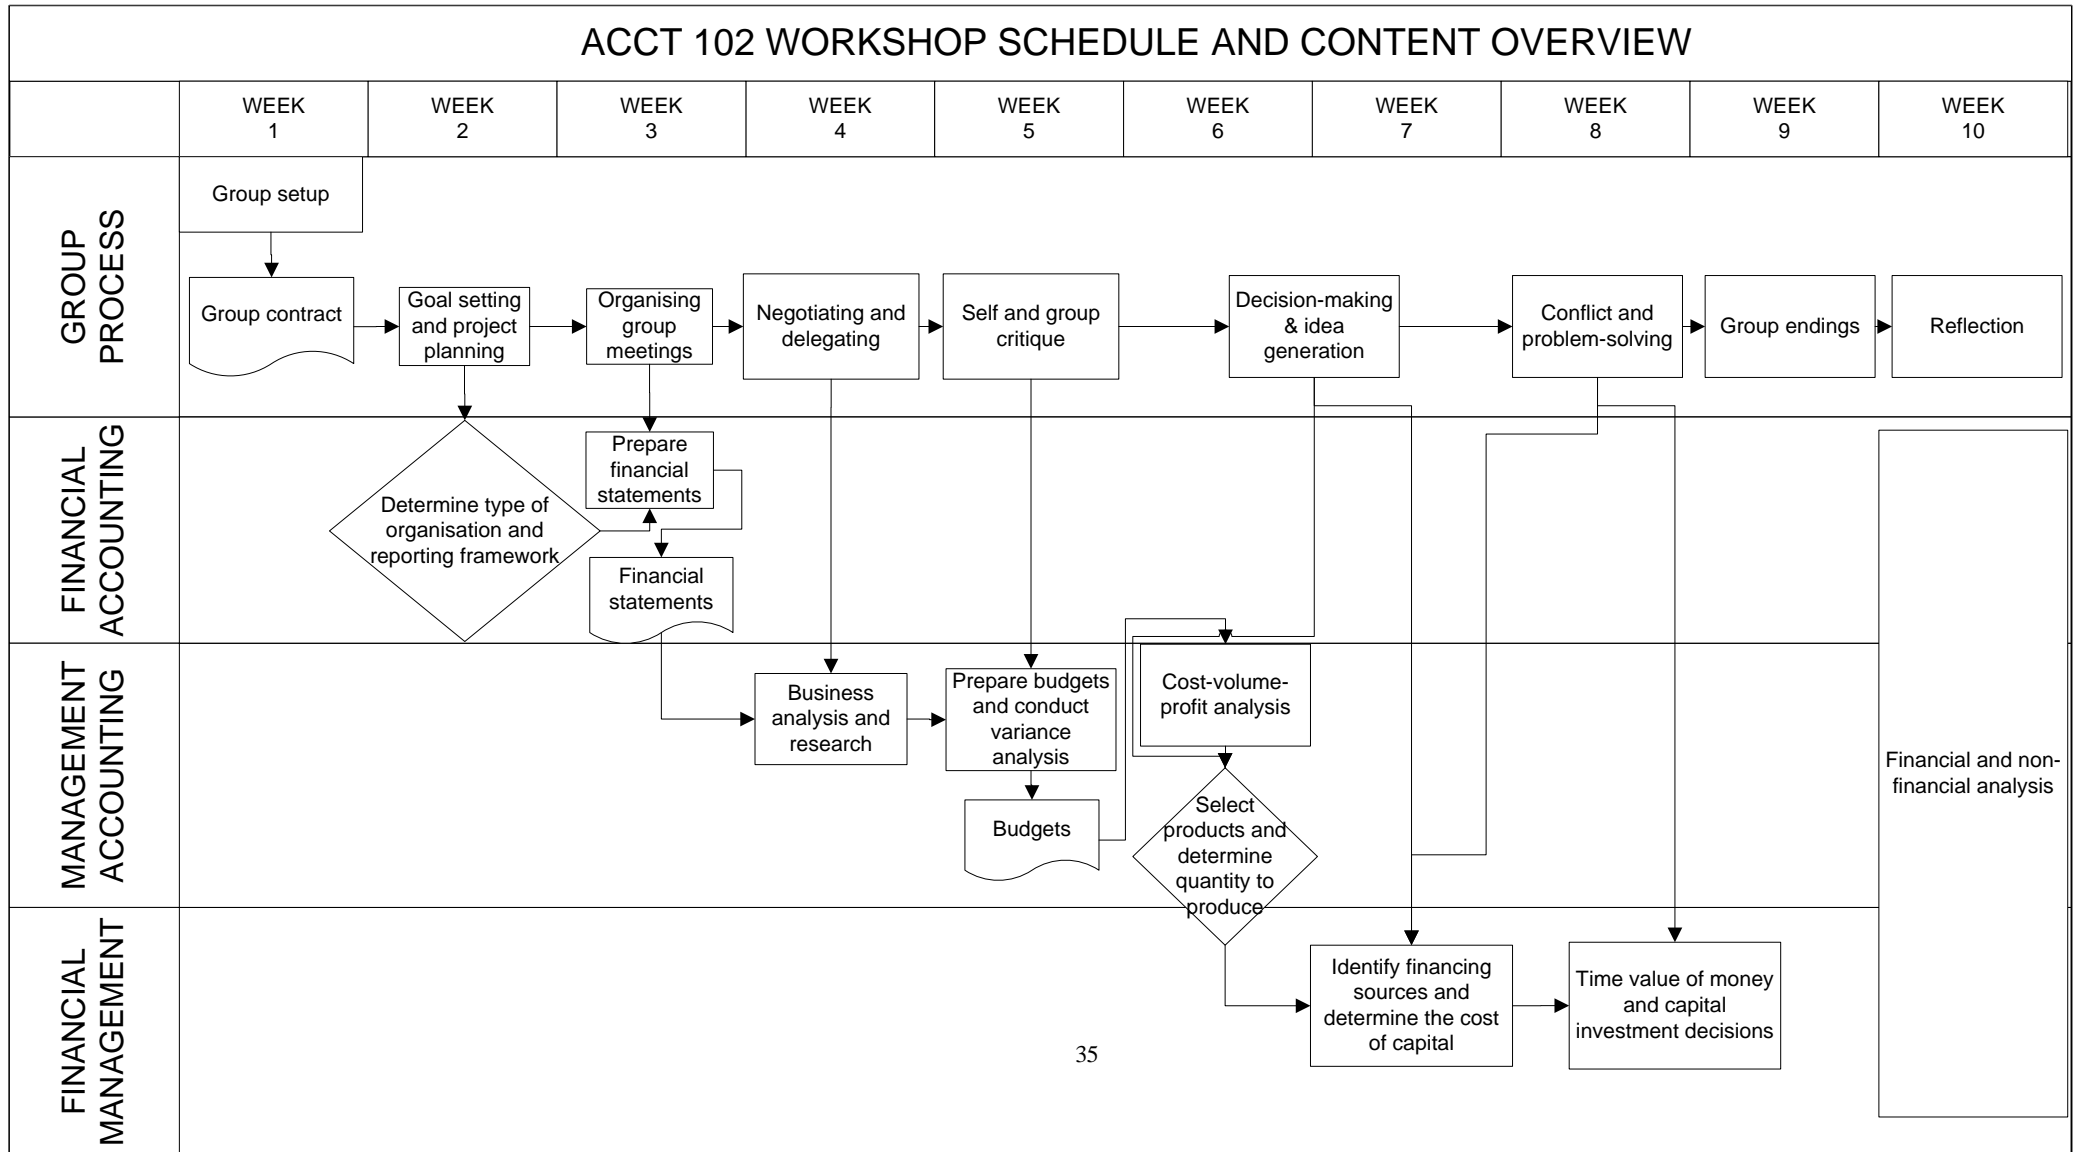 ACCT 102 WORKSHOP SCHEDULE AND CONTENT OVERVIEW
WEEK
1
WEEK
2
WEEK
3
WEEK
4
WEEK
5
WEEK
6
WEEK
7
WEEK
8
WEEK
9
WEEK
10
GROUP
PROCESS
Group setup
Group contract
Goal setting
and project
planning
Organising
group
meetings
Negotiating and
delegating
Self and group
critique
Decision-making
& idea
generation
Conflict and
problem-solving
Group endings
Reflection
FINANCIAL
ACCOUNTING
Determine type of
organisation and
reporting framework
Prepare
financial
statements
Financial
statements
MANAGEMENT
ACCOUNTING
Business
analysis and
research
Prepare budgets
and conduct
variance
analysis
Budgets
Cost-volume-
profit analysis
Select
products and
determine
quantity to
produce
Financial and non-
financial analysis
FINANCIAL
MANAGEMENT
Identify financing
sources and
determine the cost
of capital
Time value of money
and capital
investment decisions
35